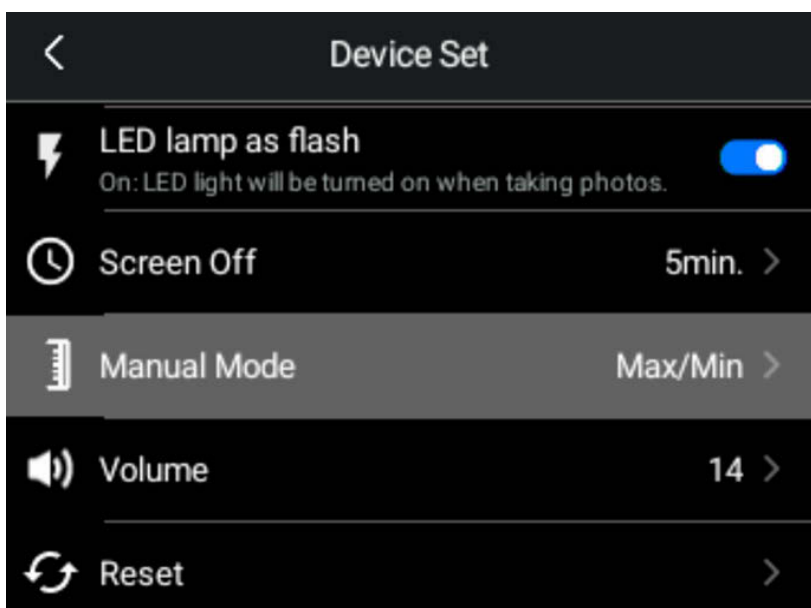 Device Set
LED lamp as flash
On: LED light will be turned on when taking photos.
Screen Off 5min.
Manual Mode Max/Min
Volume 14
Reset